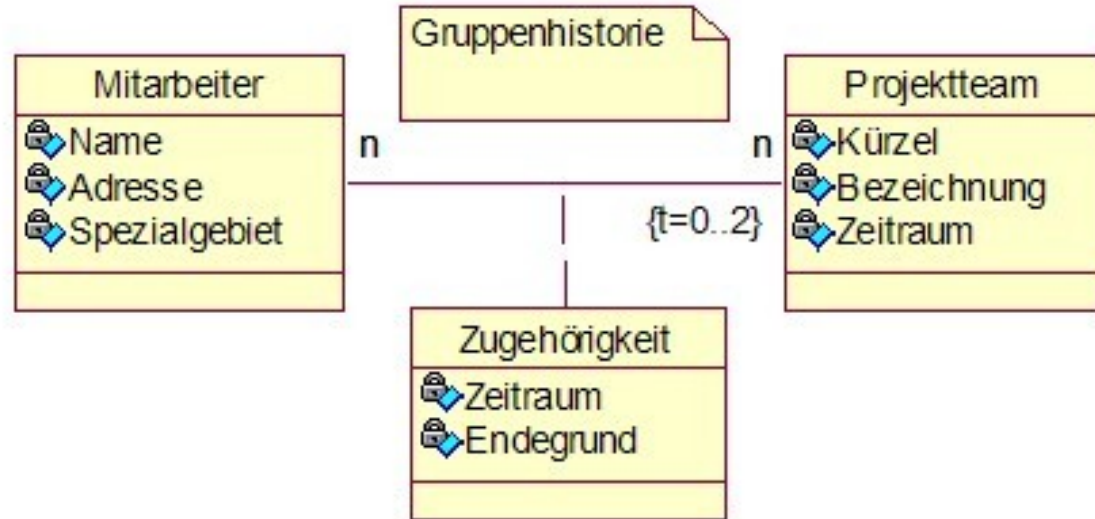 Gruppenhistorie
Mitarbeiter
Name
Adresse
Spezialgebiet
n
n
{t=0..2}
Projektteam
Kürzel
Bezeichnung
Zeitraum
Zugehörigkeit
Zeitraum
Endegrund